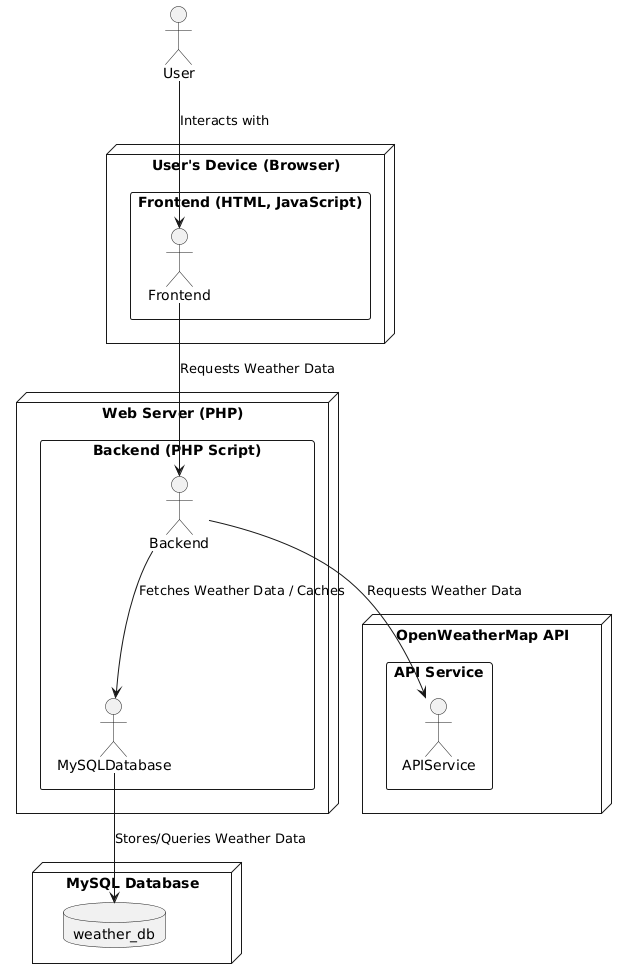 User
Interacts with
User's Device (Browser)
Frontend (HTML, JavaScript)
Frontend
Requests Weather Data
Web Server (PHP)
Backend (PHP Script)
Backend
Fetches Weather Data / Caches
Requests Weather Data
OpenWeatherMap API
API Service
MySQLDatabase
APIService
Stores/Queries Weather Data
MySQL Database
weather_db